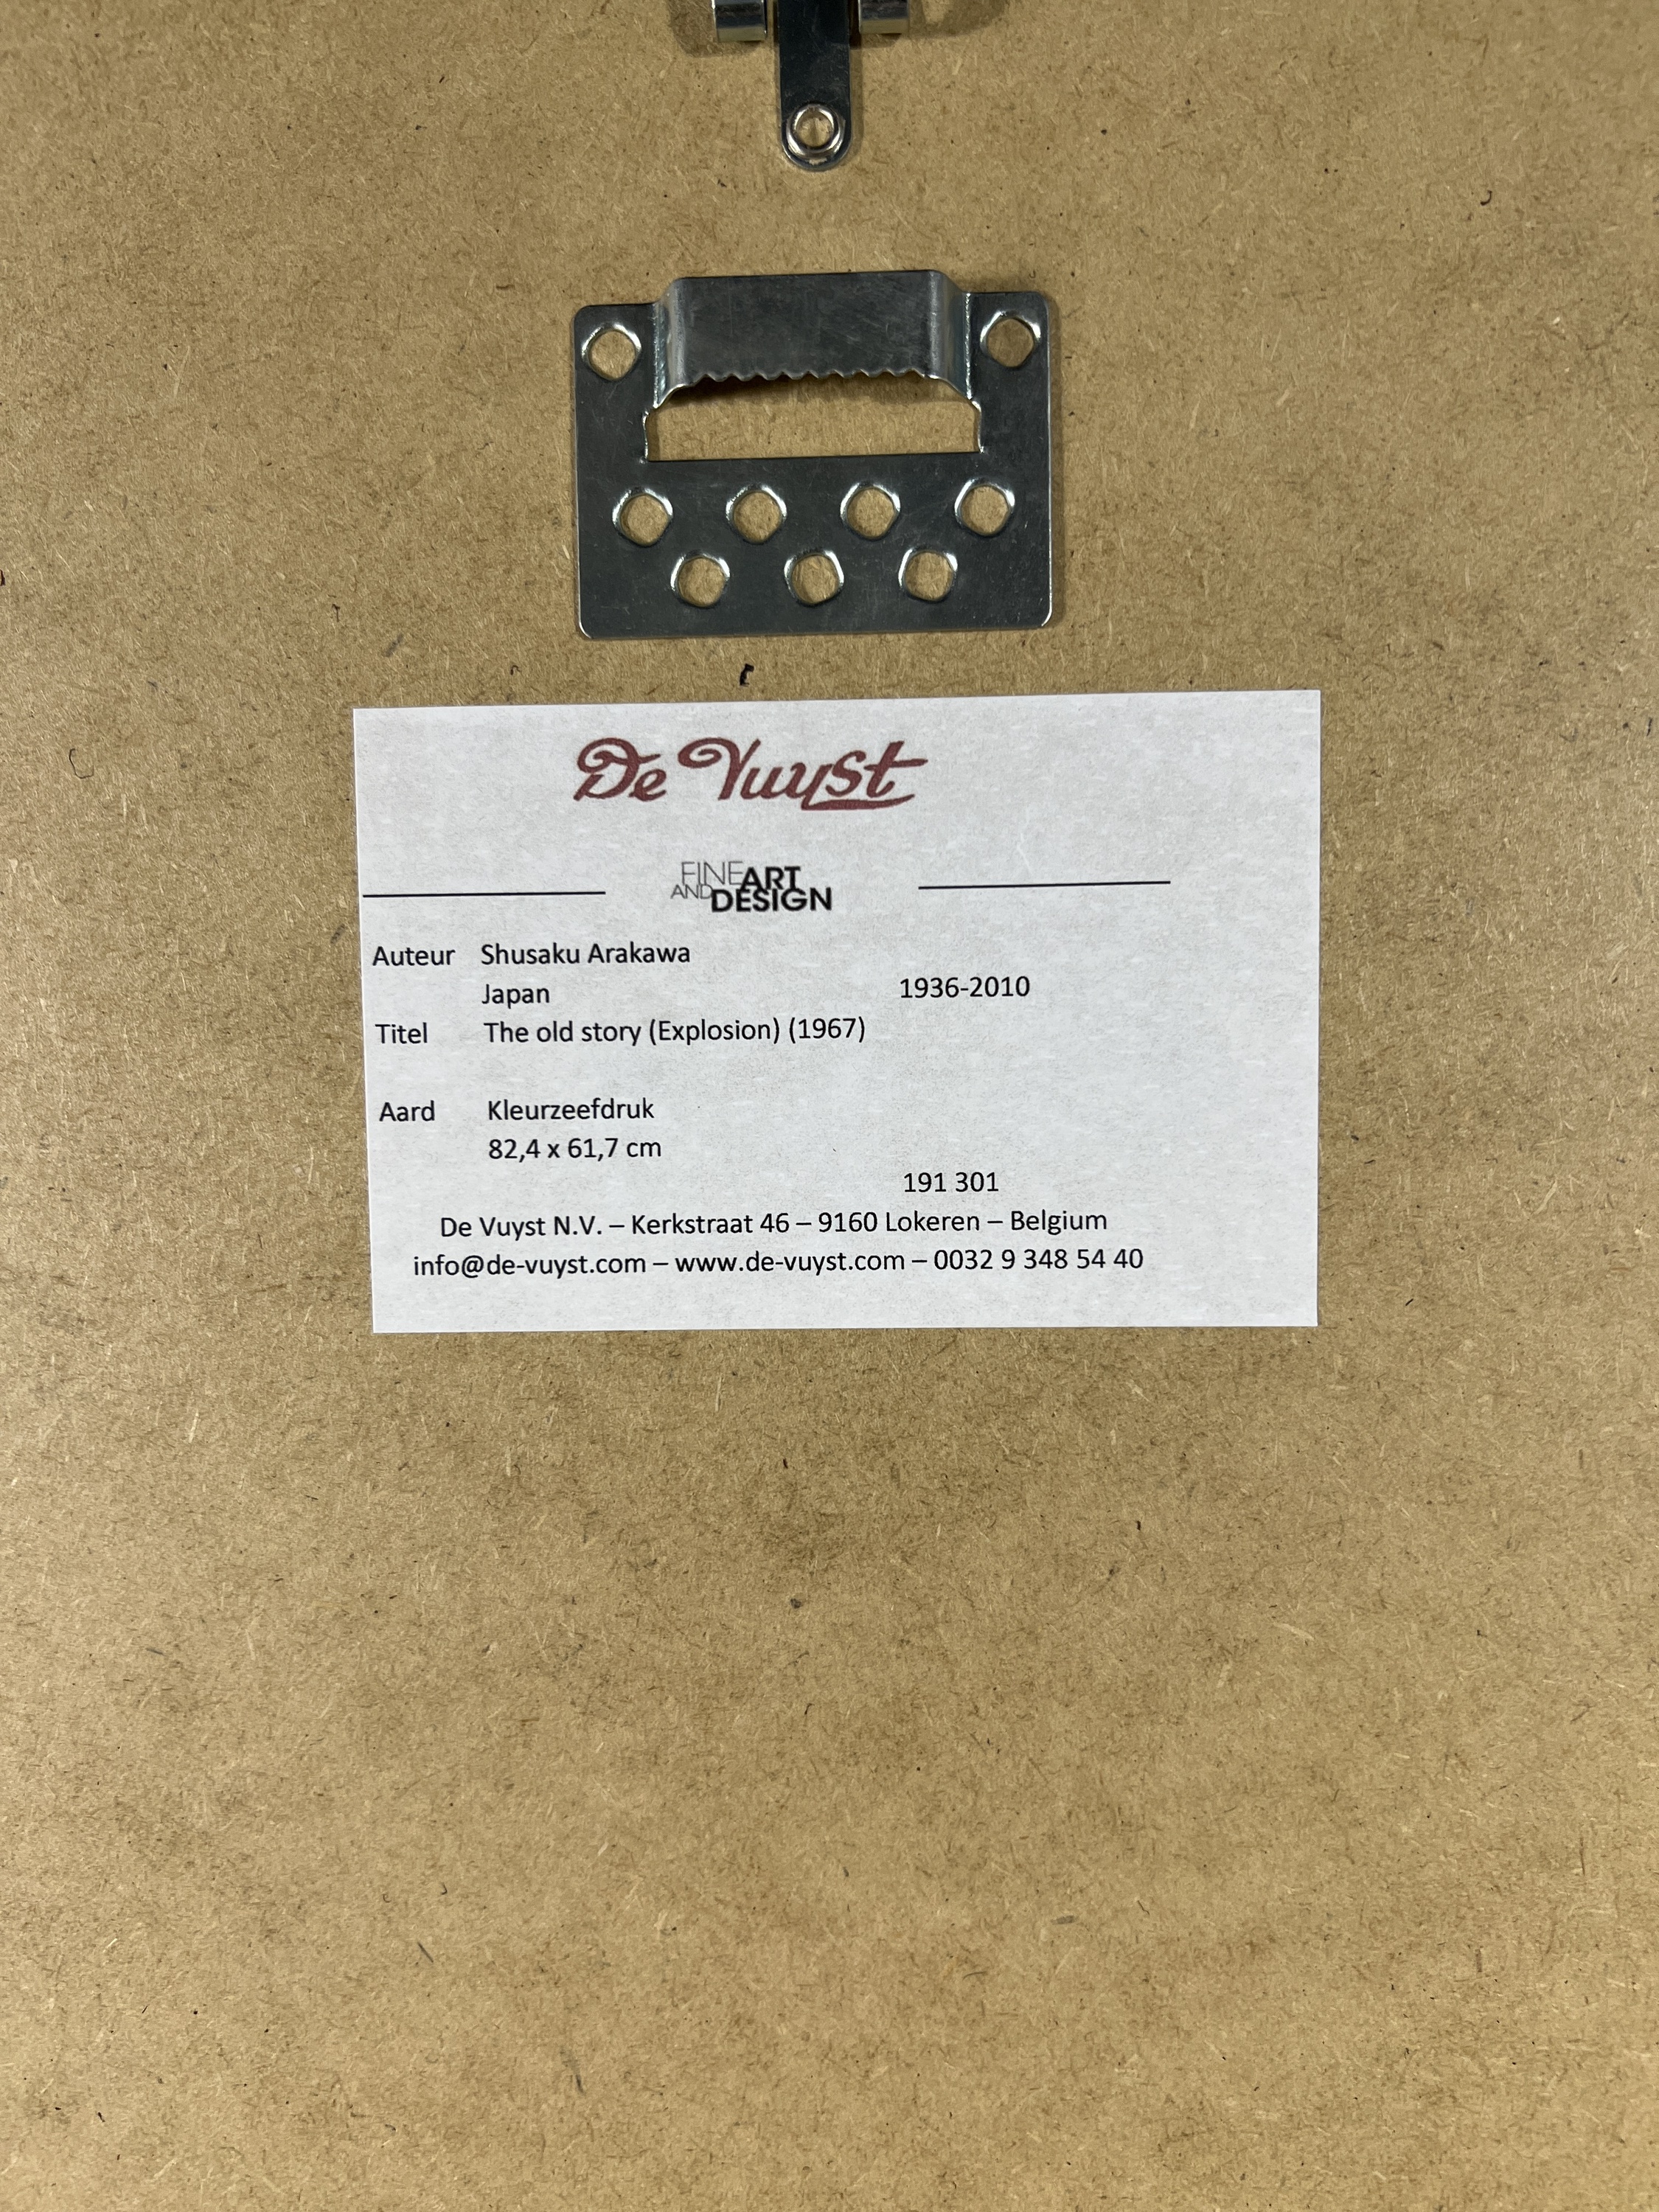 De Vuyst
FINE ART
AND DESIGN
Auteur Shusaku Arakawa
Japan 1936-2010
Titel The old story (Explosion) (1967)
Aard Kleurzeefdruk
82,4 x 61,7 cm
191 301
De Vuyst N.V. – Kerkstraat 46 – 9160 Lokeren – Belgium
info@de-vuyst.com – www.de-vuyst.com – 0032 9 348 54 40